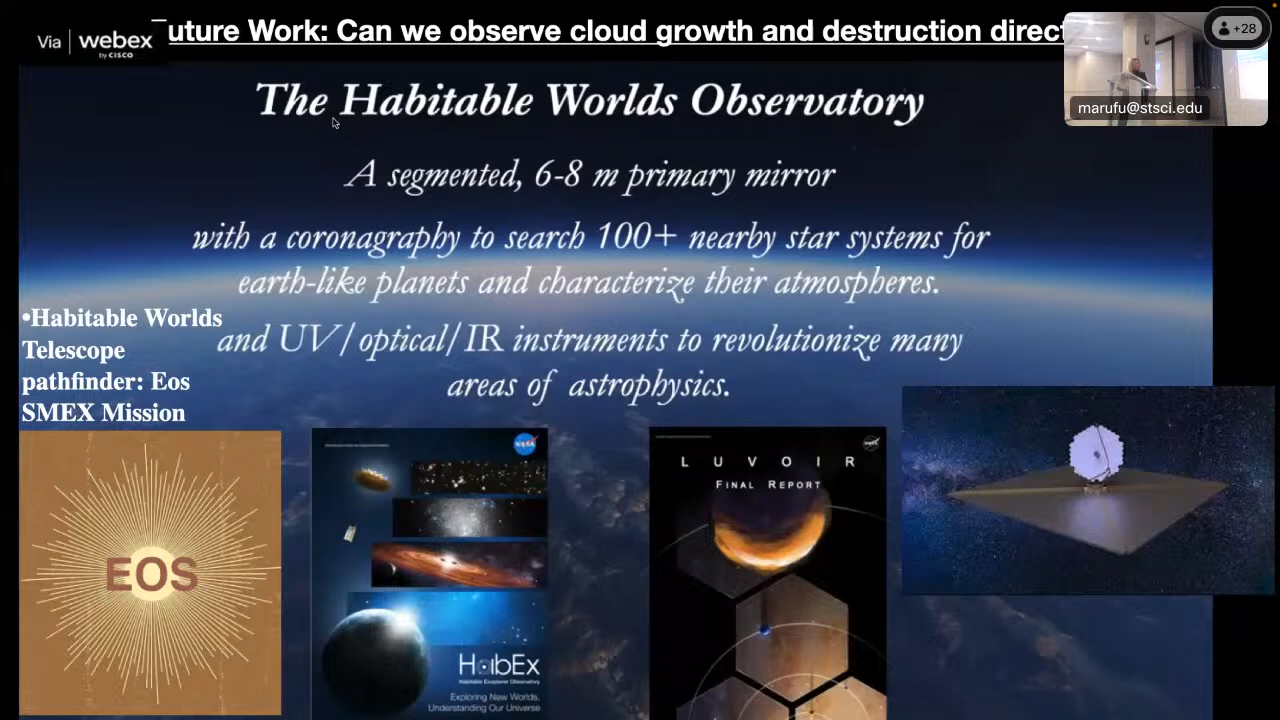 Via | webex
by CISCO
uture Work: Can we observe cloud growth and destruction direct
+28
marufu@stsci.edu
The Habitable Worlds Observatory
A segmented, 6-8 m primary mirror
with a coronagraphy to search 100+ nearby star systems for
earth-like planets and characterize their atmospheres.
and UV/optical/IR instruments to revolutionize many
areas of astrophysics.
•Habitable Worlds
Telescope
pathfinder: Eos
SMEX Mission
EOS
NASA
HabEx
Habitable Exoplanet Observatory
Exploring New Worlds,
Understanding Our Universe
LUVOIR
FINAL REPORT